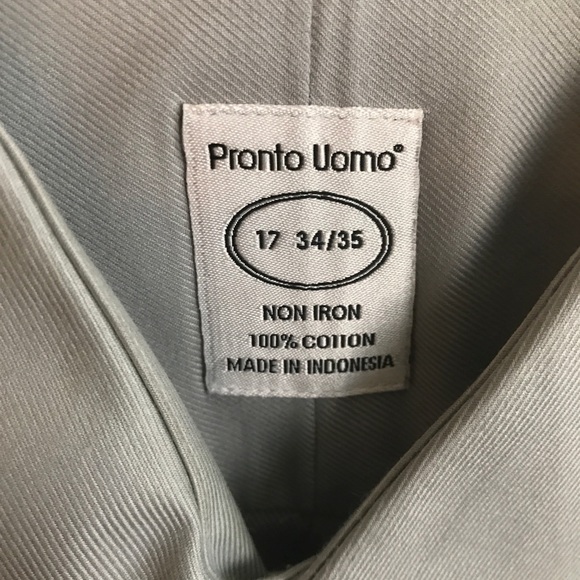 Pronto Uomo®
17 34/35
NON IRON
100% COTTON
MADE IN INDONESIA